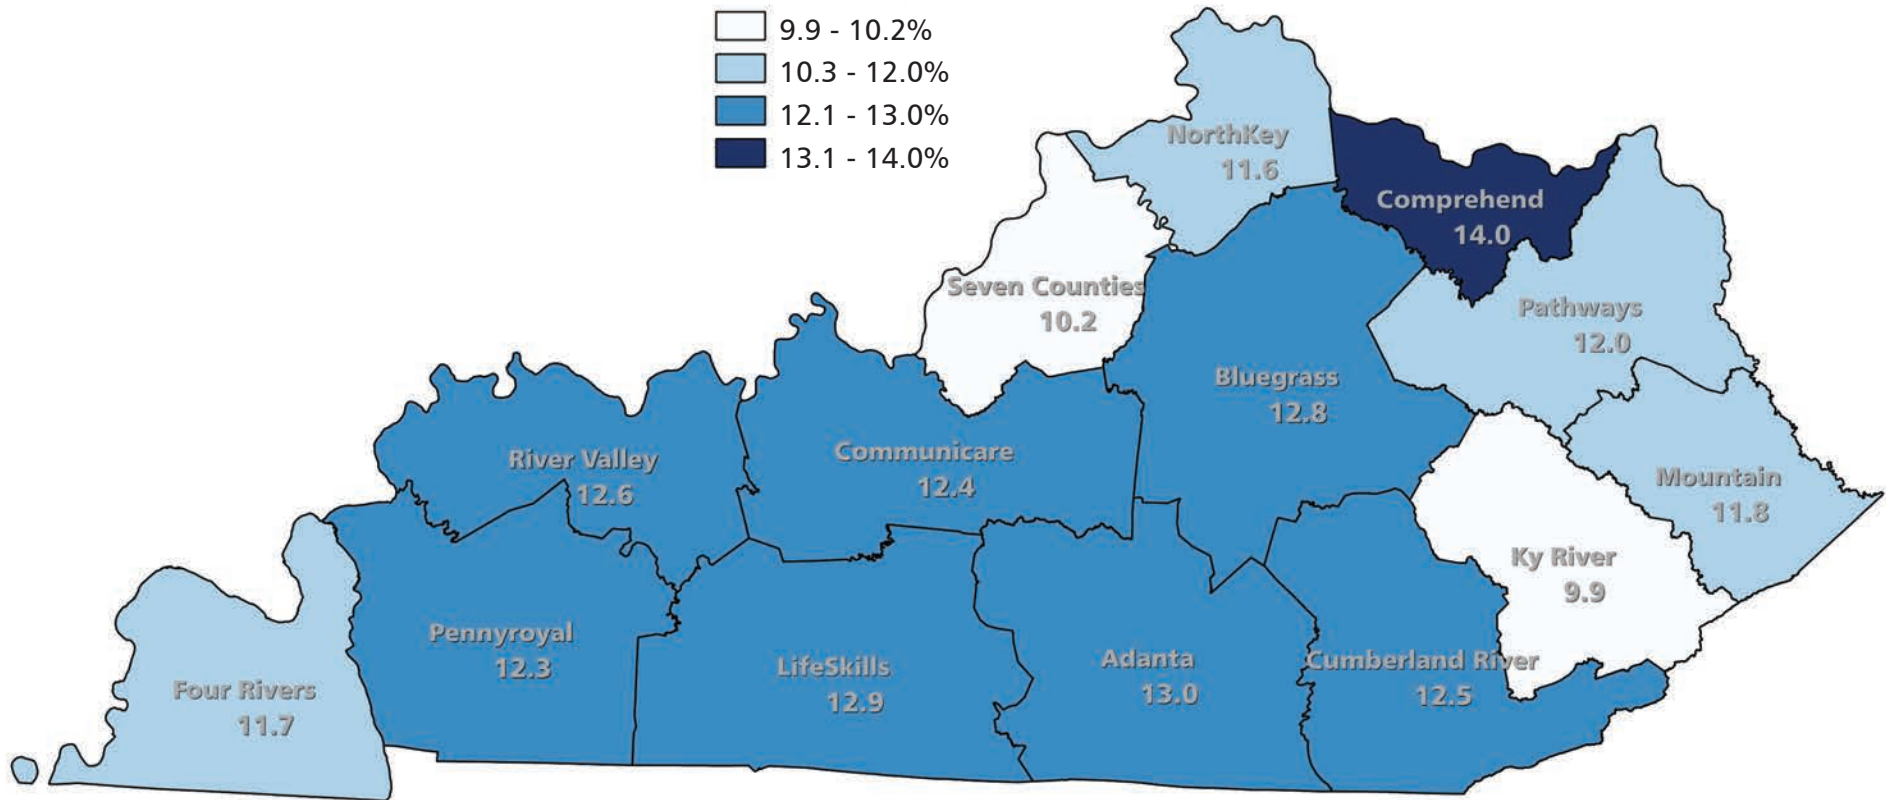 9.9 - 10.2%
10.3 - 12.0%
12.1 - 13.0%
13.1 - 14.0%
NorthKey
11.6
Comprehend
14.0
Seven Counties
10.2
Pathways
12.0
Bluegrass
12.8
Communicare
12.4
River Valley
12.6
Mountain
11.8
Ky River
9.9
Pennyroyal
12.3
LifeSkills
12.9
Adanta
13.0
Cumberland River
12.5
Four Rivers
11.7